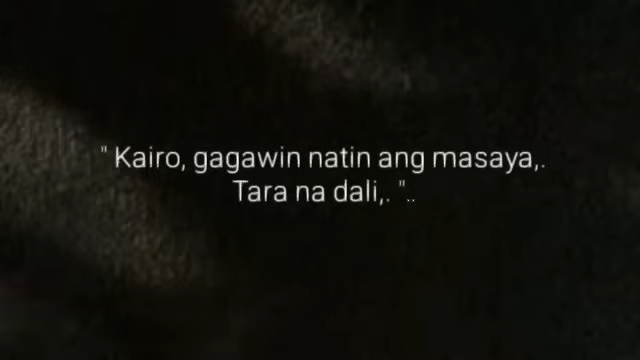 " Kairo, gagawin natin ang masaya,.
Tara na dali,. "..